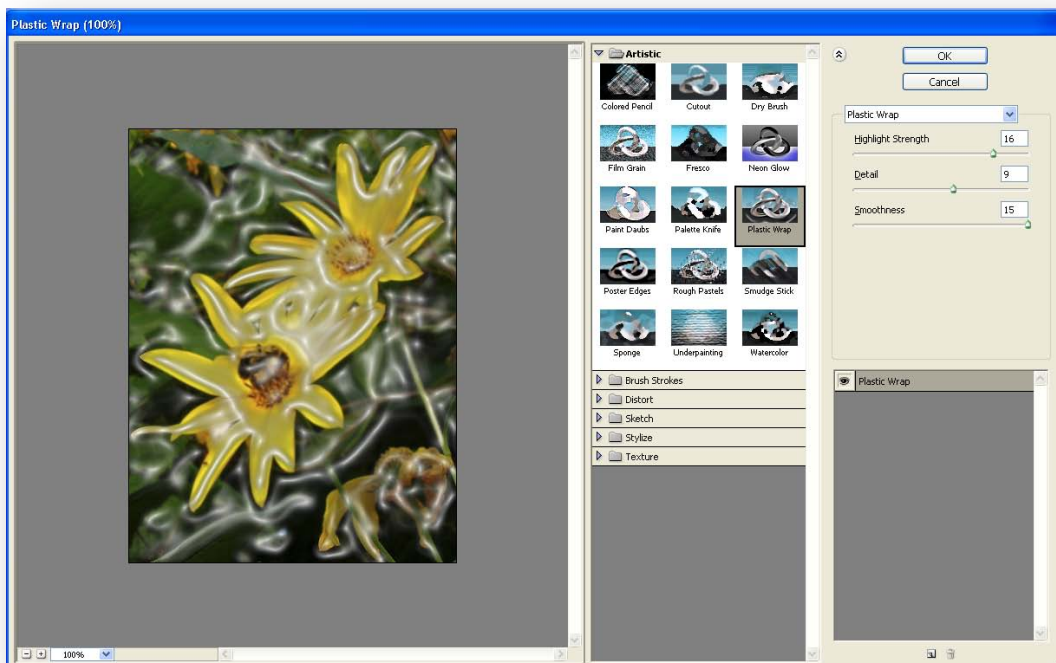 Plastic Wrap (100%)
Artistic
Colored Pencil
Cutout
Dry Brush
Film Grain
Fresco
Neon Glow
Paint Daubs
Palette Knife
Plastic Wrap
Poster Edges
Rough Pastels
Smudge Stick
Sponge
Underpainting
Watercolor
Brush Strokes
Distort
Sketch
Stylize
Texture
OK
Cancel
Plastic Wrap
Highlight Strength 16
Detail 9
Smoothness 15
Plastic Wrap
100%